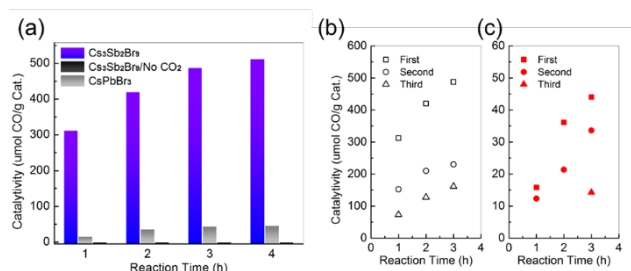 (a)
Cs₃Sb₂Br₉
Cs₃Sb₂Br₉/No CO₂
CsPbBr₃
Catalytivity (umol CO/g Cat.)
500
400
300
200
100
50
0
1 2 3 4
Reaction Time (h)
(b)
First
Second
Third
Catalytivity (umol CO/g Cat.)
600
500
400
300
200
100
0
0 1 2 3 4
Reaction Time (h)
(c)
First
Second
Third
60
50
40
30
20
10
0
0 1 2 3 4
Reaction Time (h)